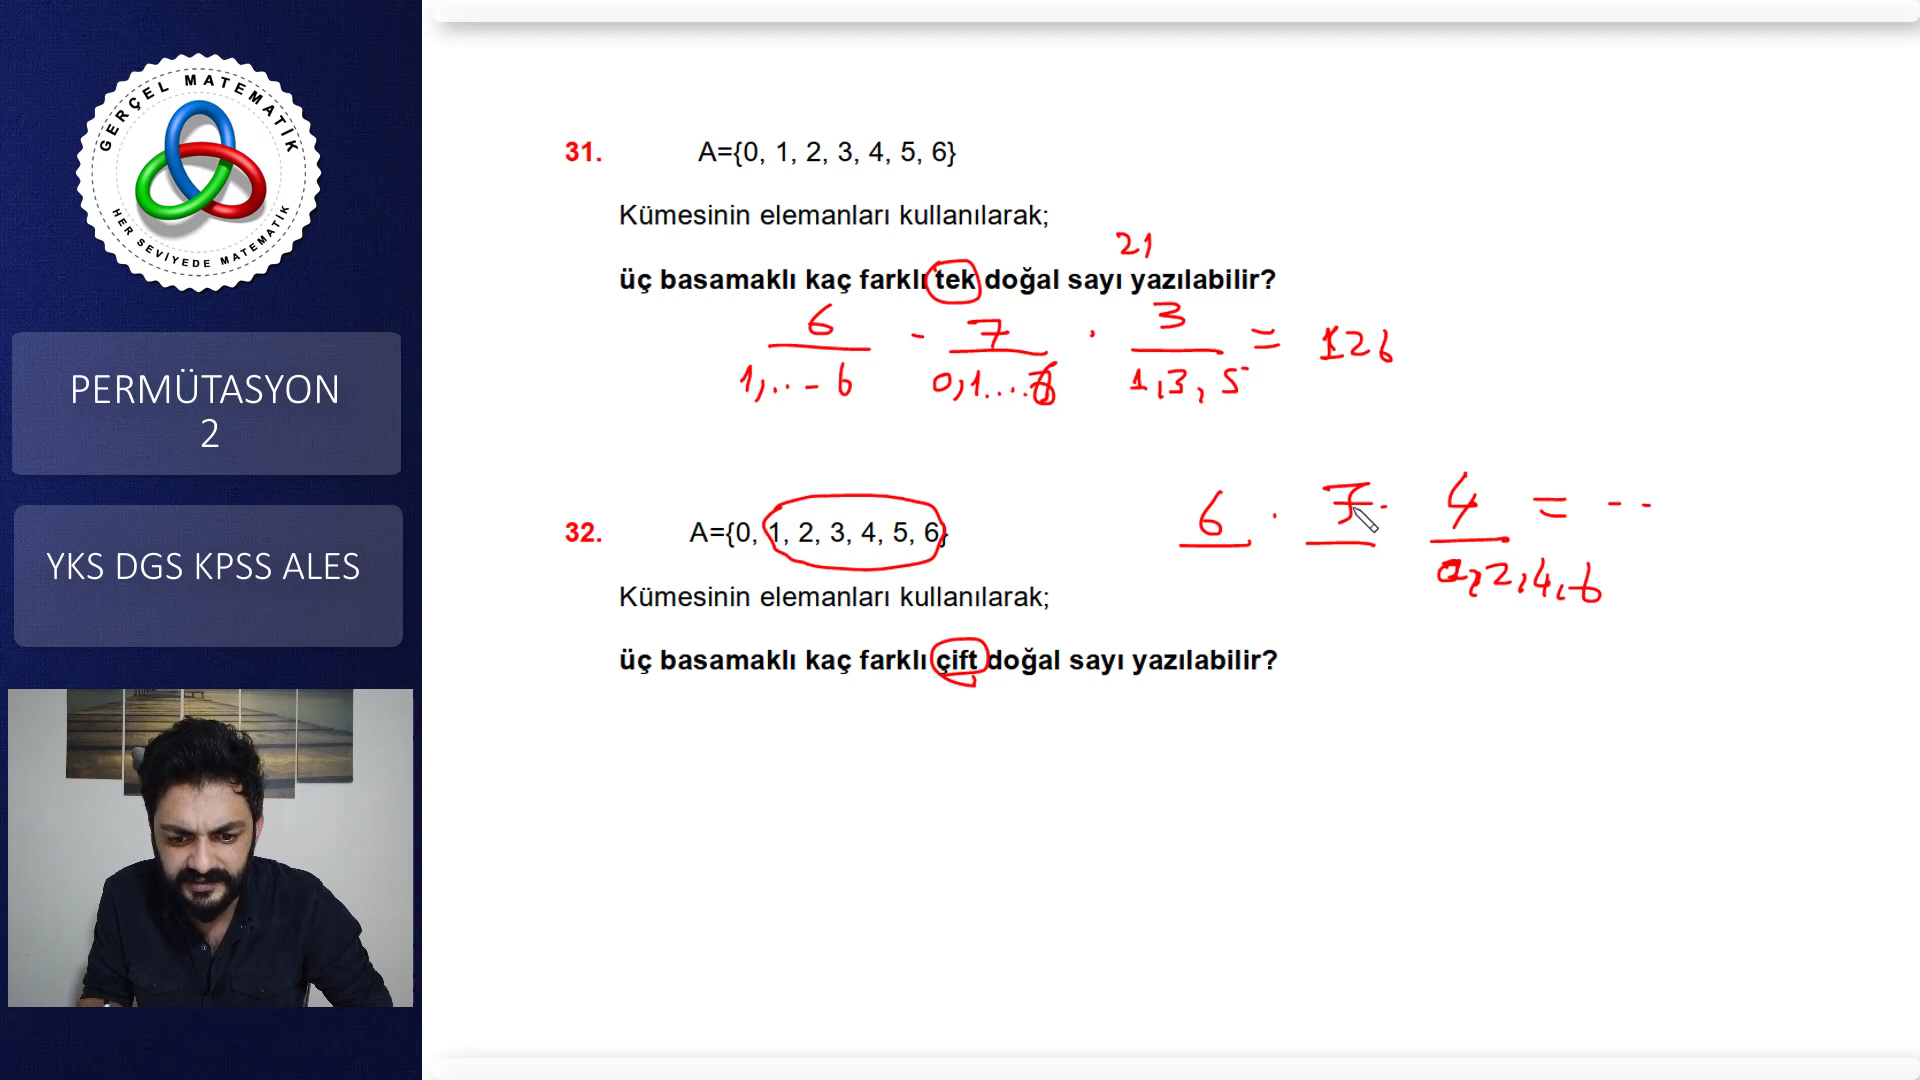 GERÇEL MATEMATİK
HER SEVİYEDE MATEMATİK
PERMÜTASYON
2
YKS DGS KPSS ALES
31. A={0, 1, 2, 3, 4, 5, 6}
Kümesinin elemanları kullanılarak;
21
üç basamaklı kaç farklı tek doğal sayı yazılabilir?
6 · 7 · 3 = 126
1,..- 6 0,1...6 1,3,5
32. A={0, 1, 2, 3, 4, 5, 6}
6 · 7 · 4 = --
0,2,4,6
Kümesinin elemanları kullanılarak;
üç basamaklı kaç farklı çift doğal sayı yazılabilir?